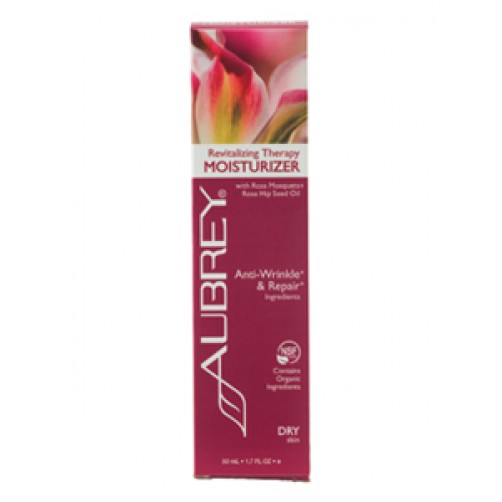 Revitalizing Therapy
MOISTURIZER
with Rosa Mosqueta®
Rose Hip Seed Oil
AUBREY®
Anti-Wrinkle*
& Repair*
Ingredients
NSF
Contains
Organic
Ingredients
DRY
skin
50 mL • 1.7 FL OZ • e